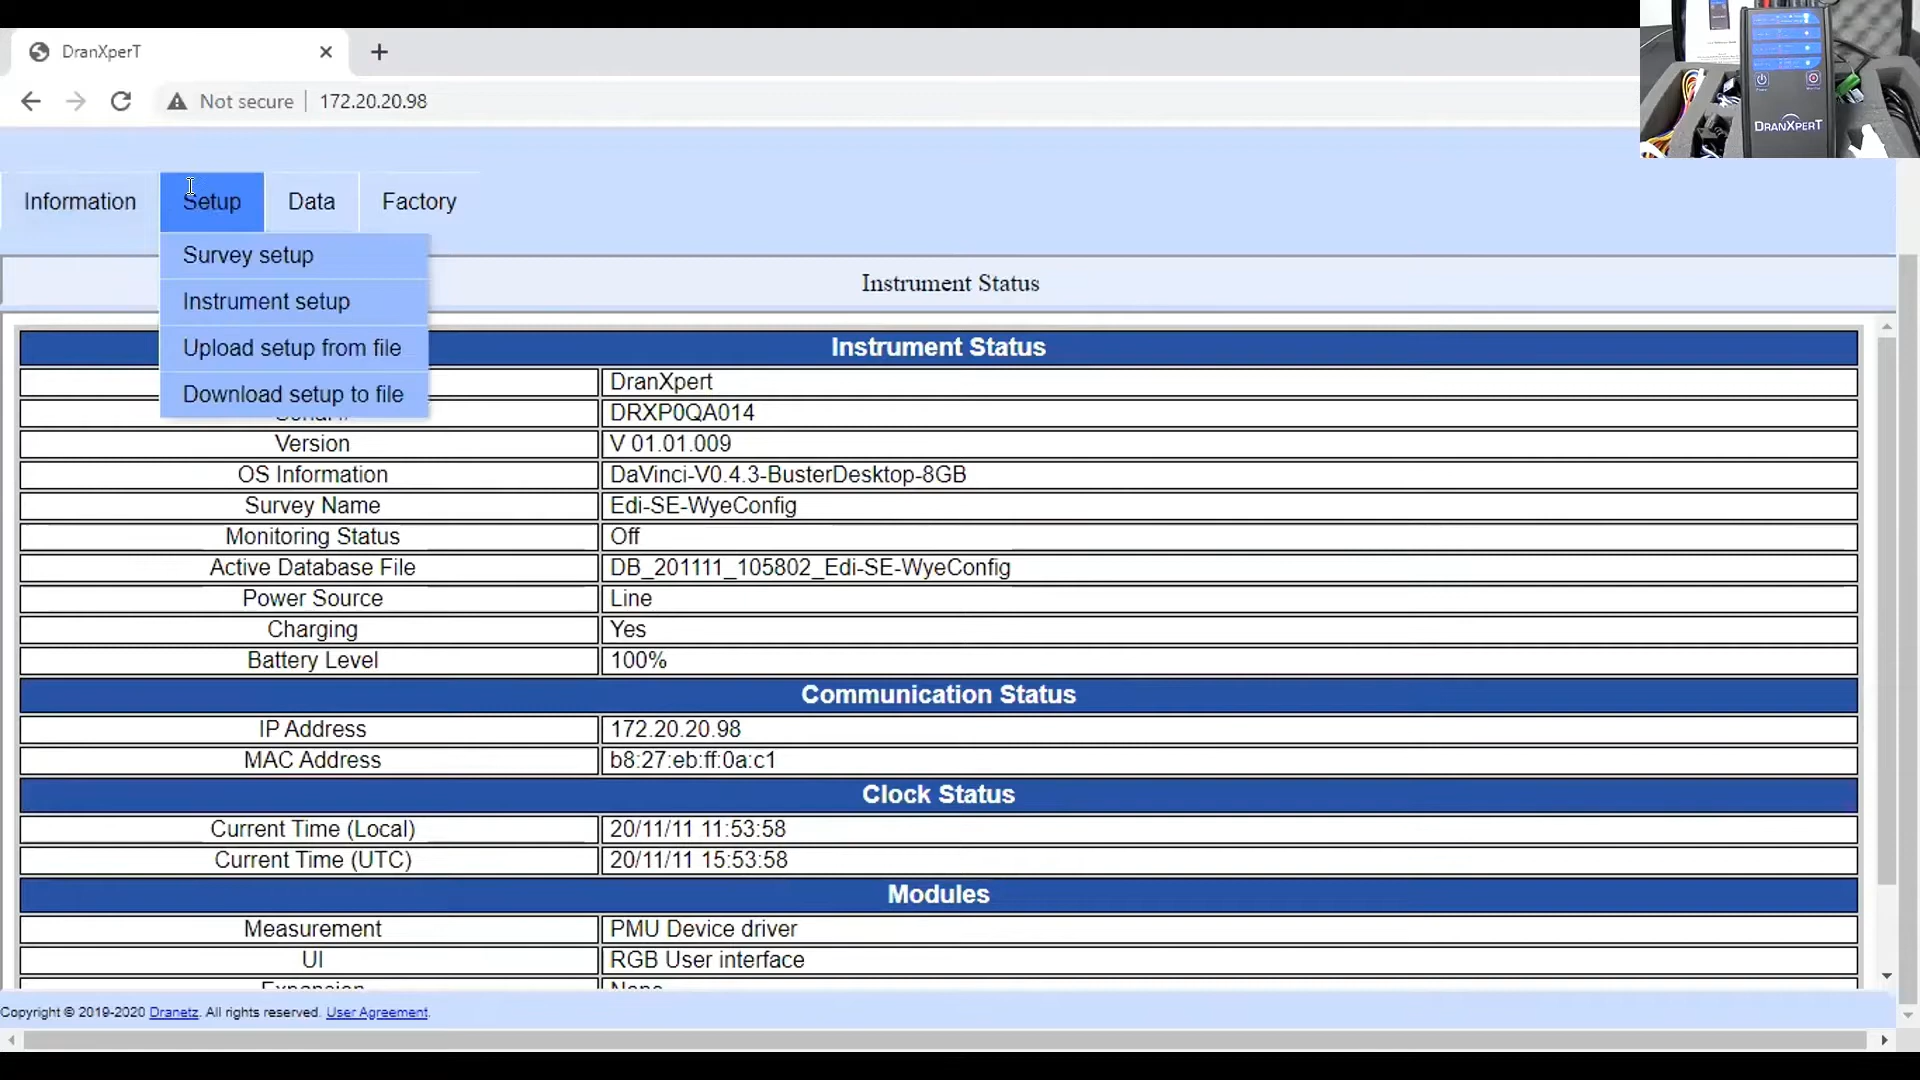 DranXperT
Not secure
172.20.20.98
DRANXPERT
Information
Setup
Data
Factory
Survey setup
Instrument setup
Upload setup from file
Download setup to file
Instrument Status
Instrument Status
DranXpert
DRXP0QA014
Version V 01.01.009
OS Information DaVinci-V0.4.3-BusterDesktop-8GB
Survey Name Edi-SE-WyeConfig
Monitoring Status Off
Active Database File DB_201111_105802_Edi-SE-WyeConfig
Power Source Line
Charging Yes
Battery Level 100%
Communication Status
IP Address 172.20.20.98
MAC Address b8:27:eb:ff:0a:c1
Clock Status
Current Time (Local) 20/11/11 11:53:58
Current Time (UTC) 20/11/11 15:53:58
Modules
Measurement PMU Device driver
UI RGB User interface
Expansion None
Copyright © 2019-2020 Dranetz. All rights reserved. User Agreement.